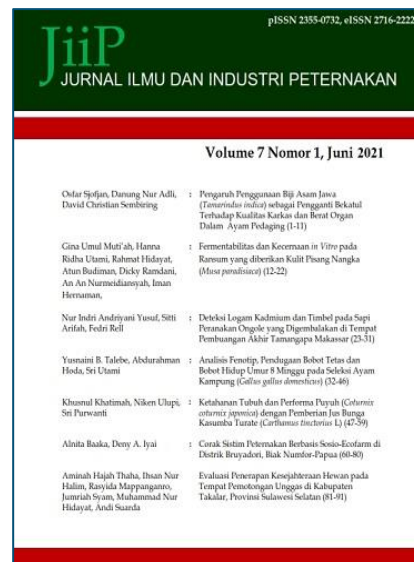 pISSN 2355-0732, eISSN 2716-2222
JiiP
JURNAL ILMU DAN INDUSTRI PETERNAKAN
Volume 7 Nomor 1, Juni 2021
Osfar Sjofjan, Danung Nur Adli, David Christian Sembiring
: Pengaruh Penggunaan Biji Asam Jawa
(Tamarindus indica) sebagai Pengganti Bekatul
Terhadap Kualitas Karkas dan Berat Organ
Dalam Ayam Pedaging (1-11)
Gina Umul Muti'ah, Hanna
Ridha Utami, Rahmat Hidayat,
Atun Budiman, Dicky Ramdani,
An An Nurmeidiansyah, Iman
Hernaman,
: Fermentabilitas dan Kecernaan in Vitro pada
Ransum yang diberikan Kulit Pisang Nangka
(Musa paradisiaca) (12-22)
Nur Indri Andriyani Yusuf, Sitti
Arifah, Fedri Rell
: Deteksi Logam Kadmium dan Timbel pada Sapi
Peranakan Ongole yang Digembalakan di Tempat
Pembuangan Akhir Tamangapa Makassar (23-31)
Yusnaini B. Talebe, Abdurahman
Hoda, Sri Utami
: Analisis Fenotip, Pendugaan Bobot Tetas dan
Bobot Hidup Umur 8 Minggu pada Seleksi Ayam
Kampung (Gallus gallus domesticus) (32-46)
Khusnul Khatimah, Niken Ulupi,
Sri Purwanti
: Ketahanan Tubuh dan Performa Puyuh (Coturnix
coturnix japonica) dengan Pemberian Jus Bunga
Kasumba Turate (Carthamus tinctorius L) (47-59)
Alnita Baaka, Deny A. Iyai
: Corak Sistim Peternakan Berbasis Sosio-Ecofarm di
Distrik Bruyadori, Biak Numfor-Papua (60-80)
Aminah Hajah Thaha, Ihsan Nur
Halim, Rasyida Mappanganro,
Jumriah Syam, Muhammad Nur
Hidayat, Andi Suarda
Evaluasi Penerapan Kesejahteraan Hewan pada
Tempat Pemotongan Unggas di Kabupaten
Takalar, Provinsi Sulawesi Selatan (81-91)